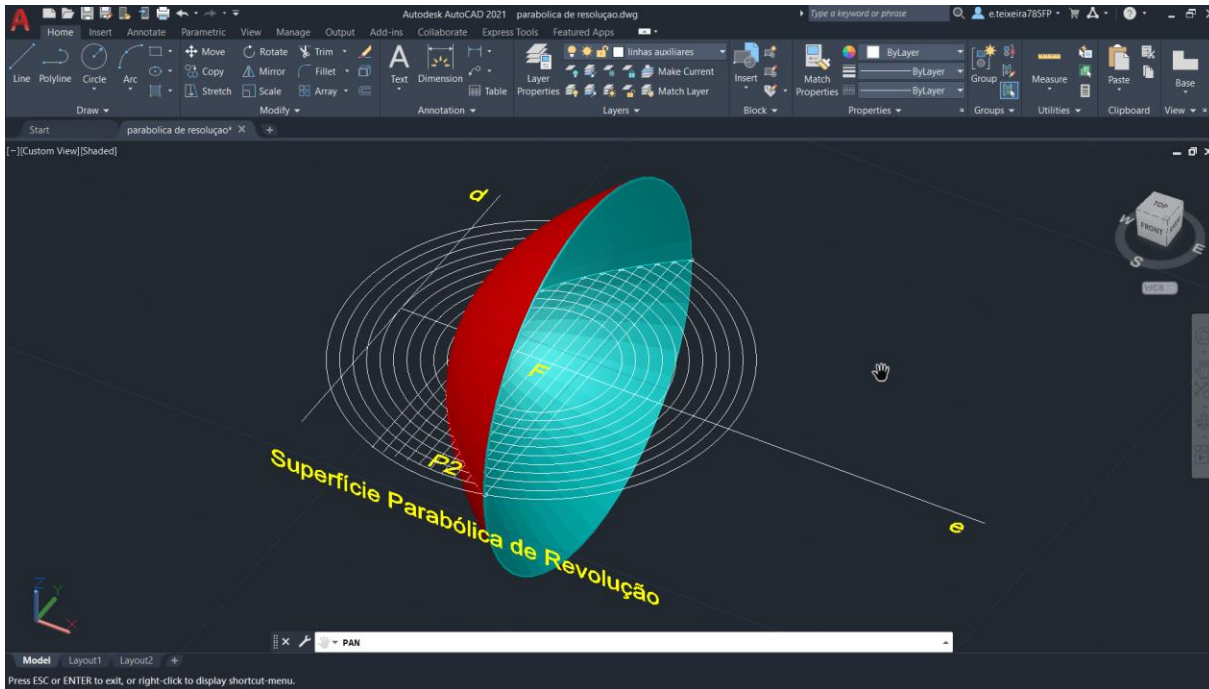 Autodesk AutoCAD 2021 parabolica de resoluçao.dwg
Type a keyword or phrase
e.teixeira785FP
Home Insert Annotate Parametric View Manage Output Add-ins Collaborate Express Tools Featured Apps
Line Polyline Circle Arc
Move Rotate Trim
Copy Mirror Fillet
Stretch Scale Array
Text Dimension
Table
Layer Properties
linhas auxiliares
Make Current
Match Layer
Insert
Match Properties
ByLayer
ByLayer
ByLayer
Group
Measure
Paste
Base
Draw Modify Annotation Layers Block Properties Groups Utilities Clipboard View
Start parabolica de resoluçao*
[-][Custom View][Shaded]
TOP
FRONT
W
S
E
WCS
d
F
P2
Superfície Parabólica de Revolução
e
Z
Y
X
PAN
Model Layout1 Layout2
Press ESC or ENTER to exit, or right-click to display shortcut-menu.